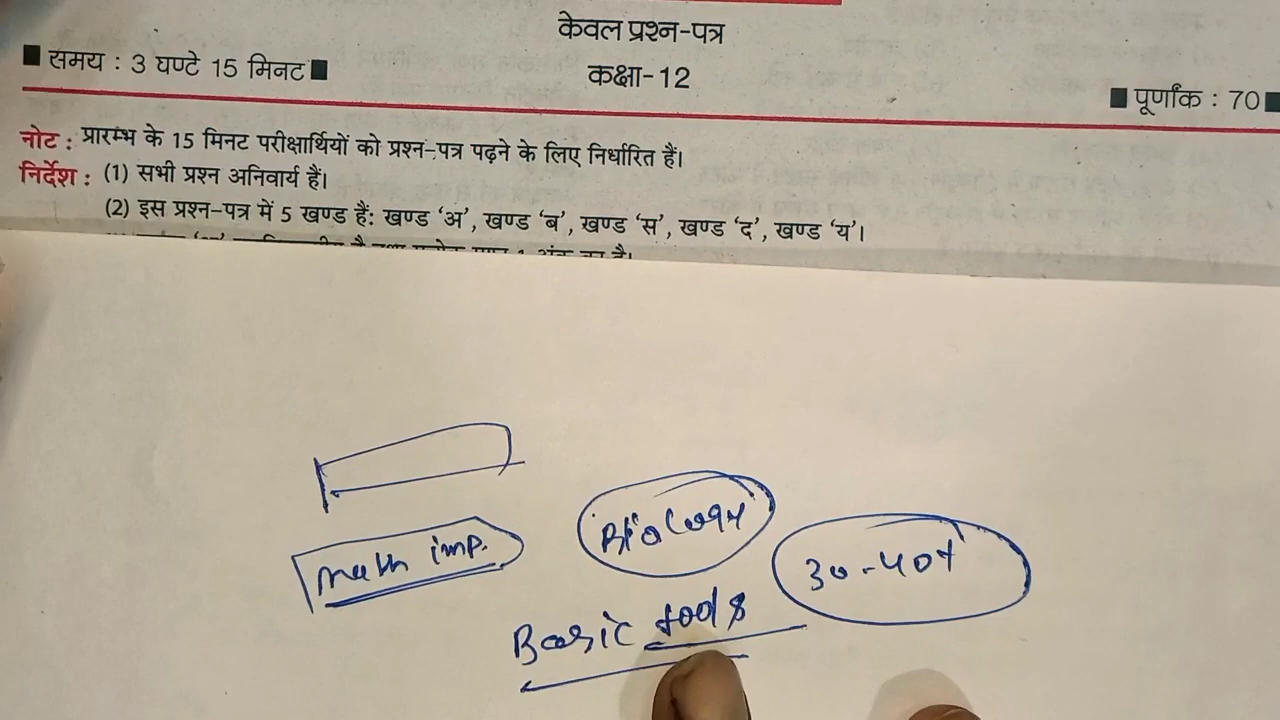 केवल प्रश्न-पत्र
■ समय : 3 घण्टे 15 मिनट ■
कक्षा-12
■ पूर्णांक : 70 ■
नोट : प्रारम्भ के 15 मिनट परीक्षार्थियों को प्रश्न-पत्र पढ़ने के लिए निर्धारित हैं।
निर्देश : (1) सभी प्रश्न अनिवार्य हैं।
(2) इस प्रश्न-पत्र में 5 खण्ड हैं: खण्ड ‘अ’, खण्ड ‘ब’, खण्ड ‘स’, खण्ड ‘द’, खण्ड ‘य’।
math imp.
Biology
30-40+
Basic